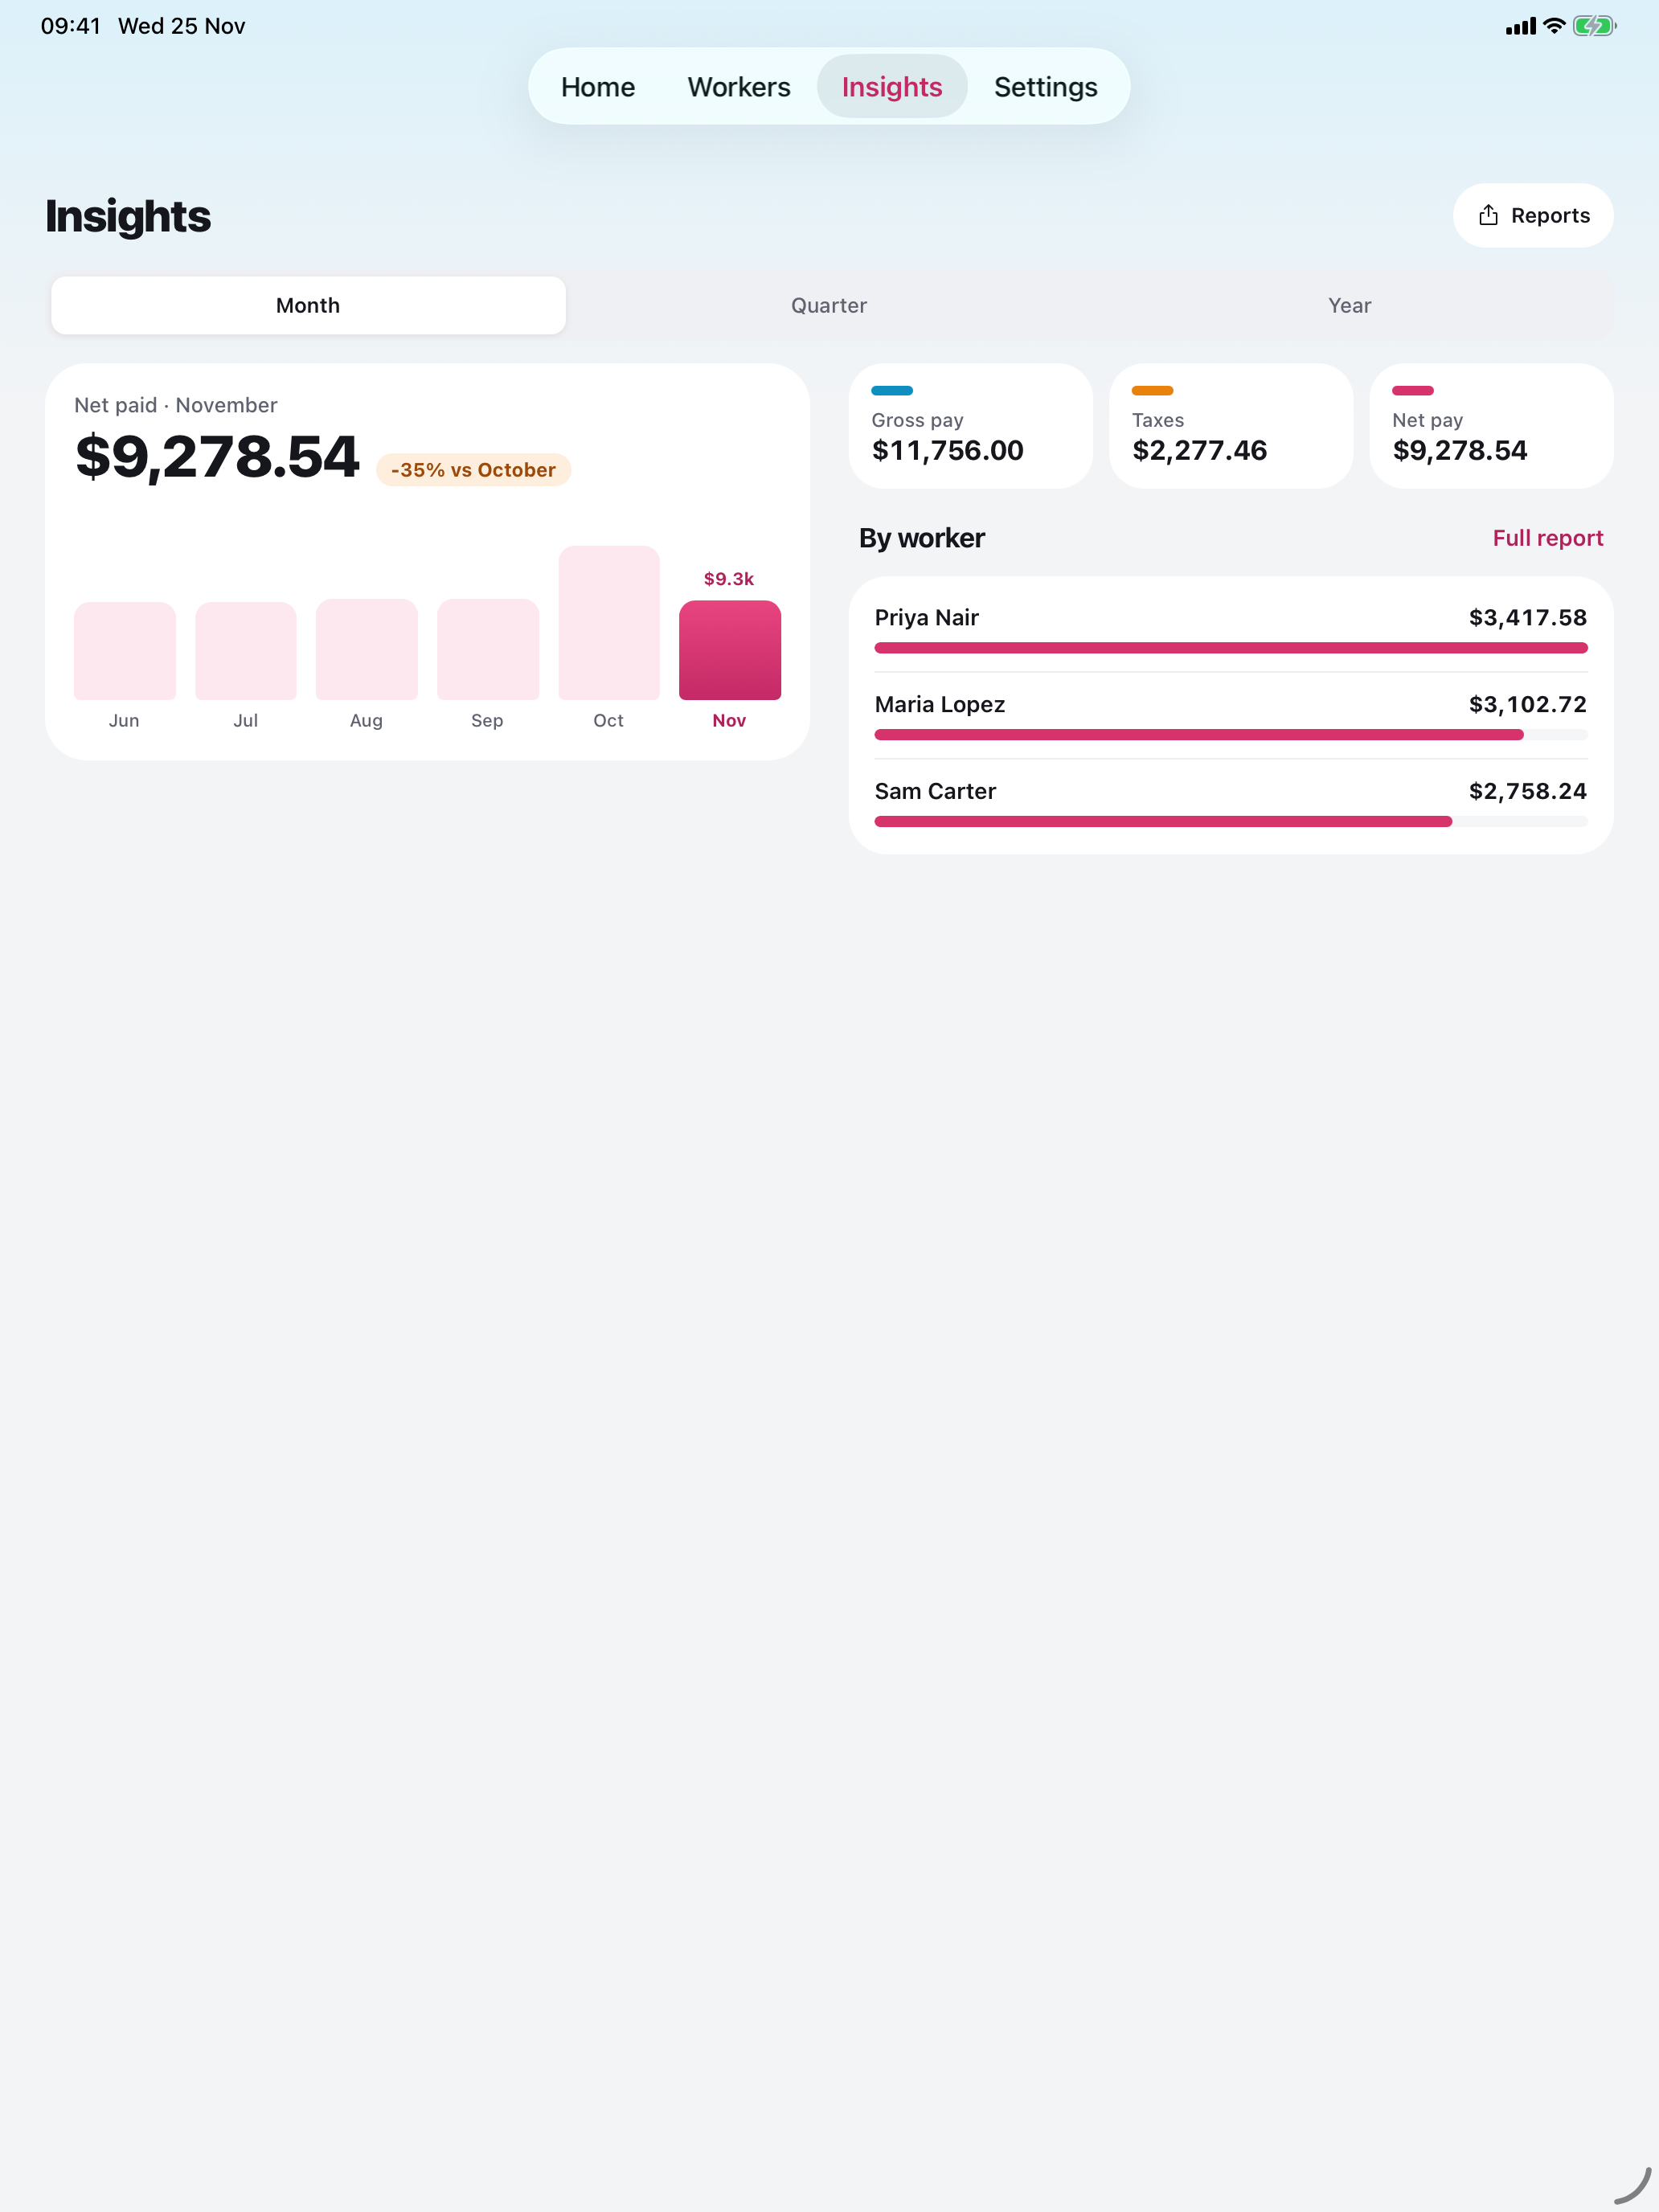 09:41 Wed 25 Nov
Home Workers Insights Settings
Insights
Reports
Month Quarter Year
Net paid · November
$9,278.54 -35% vs October
$9.3k
Jun Jul Aug Sep Oct Nov
Gross pay
$11,756.00
Taxes
$2,277.46
Net pay
$9,278.54
By worker Full report
Priya Nair $3,417.58
Maria Lopez $3,102.72
Sam Carter $2,758.24